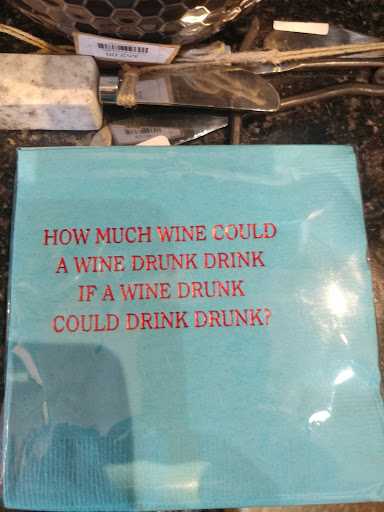 HOW MUCH WINE COULD
A WINE DRUNK DRINK
IF A WINE DRUNK
COULD DRINK DRUNK?